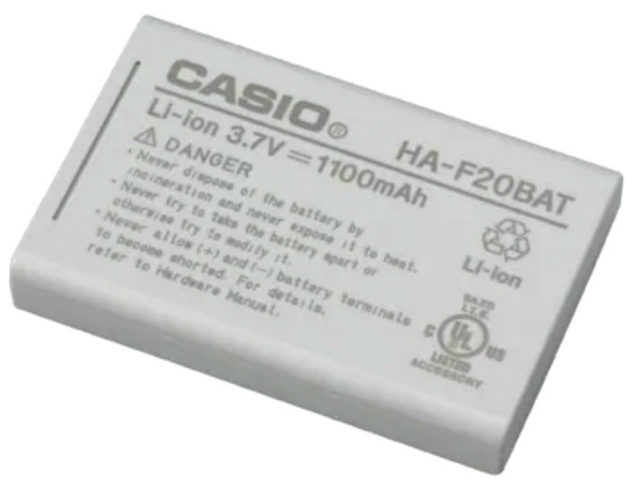 CASIO®
HA-F20BAT
Li-ion 3.7V ⎓ 1100mAh
⚠ DANGER
・Never dispose of the battery by
incineration and never expose it to heat.
・Never try to take the battery apart or
otherwise try to modify it.
・Never allow (+) and (-) battery terminals
to become shorted. For details,
refer to Hardware Manual.
Li-ion
I.T.E.
C UL US
LISTED
ACCESSORY